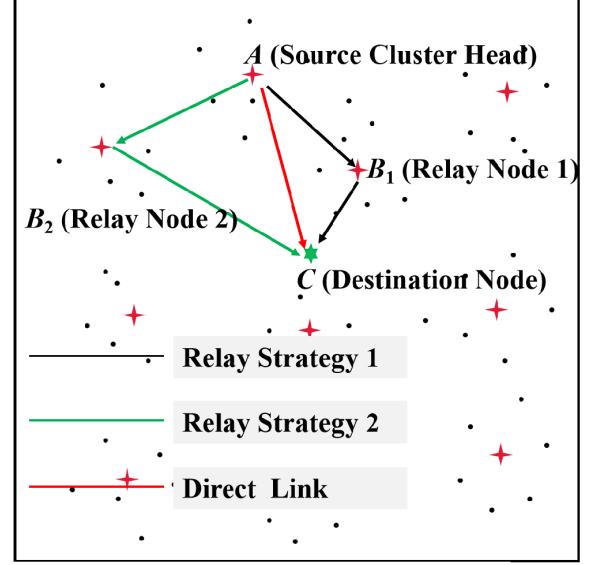 A (Source Cluster Head)
B₁ (Relay Node 1)
B₂ (Relay Node 2)
C (Destination Node)
Relay Strategy 1
Relay Strategy 2
Direct Link